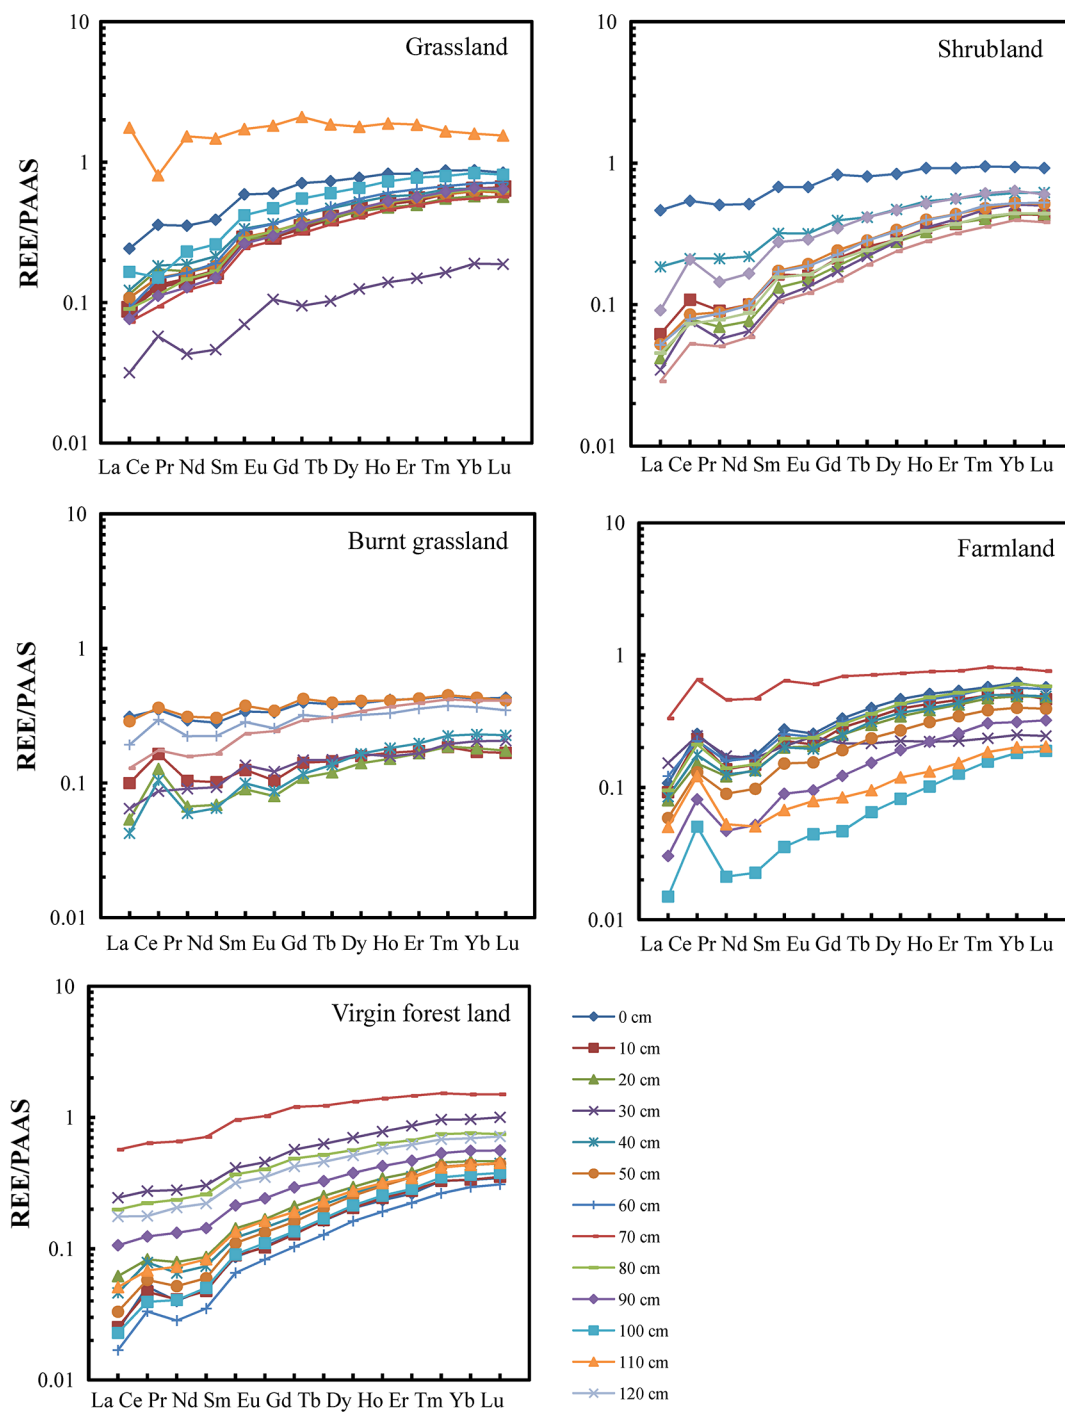 10
Grassland
1
REE/PAAS
0.1
0.01
La Ce Pr Nd Sm Eu Gd Tb Dy Ho Er Tm Yb Lu
10
Shrubland
1
0.1
0.01
La Ce Pr Nd Sm Eu Gd Tb Dy Ho Er Tm Yb Lu
10
Burnt grassland
1
REE/PAAS
0.1
0.01
La Ce Pr Nd Sm Eu Gd Tb Dy Ho Er Tm Yb Lu
10
Farmland
1
0.1
0.01
La Ce Pr Nd Sm Eu Gd Tb Dy Ho Er Tm Yb Lu
10
Virgin forest land
1
REE/PAAS
0.1
0.01
La Ce Pr Nd Sm Eu Gd Tb Dy Ho Er Tm Yb Lu
0 cm
10 cm
20 cm
30 cm
40 cm
50 cm
60 cm
70 cm
80 cm
90 cm
100 cm
110 cm
120 cm